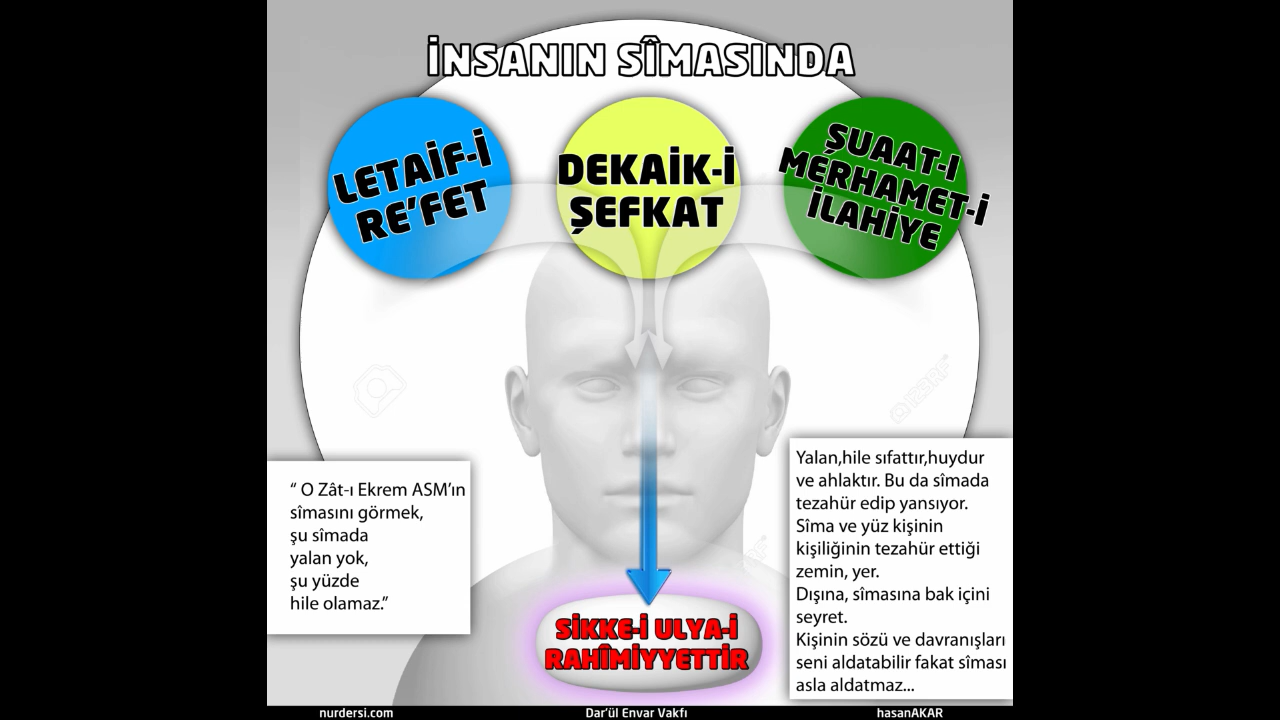 İNSANIN SÎMASINDA
LETAİF-İ
RE’FET
DEKAİK-İ
ŞEFKAT
ŞUAAT-I
MERHAMET-İ
İLAHİYE
“ O Zât-ı Ekrem ASM’ın
sîmasını görmek,
şu sîmada
yalan yok,
şu yüzde
hile olamaz.”
Yalan,hile sıfattır,huydur
ve ahlaktır. Bu da sîmada
tezahür edip yansıyor.
Sîma ve yüz kişinin
kişiliğinin tezahür ettiği
zemin, yer.
Dışına, sîmasına bak içini
seyret.
Kişinin sözü ve davranışları
seni aldatabilir fakat sîması
asla aldatmaz...
SİKKE-İ ULYA-İ
RAHÎMİYYETTİR
123RF
nurdersi.com
Dar’ül Envar Vakfı
hasanAKAR